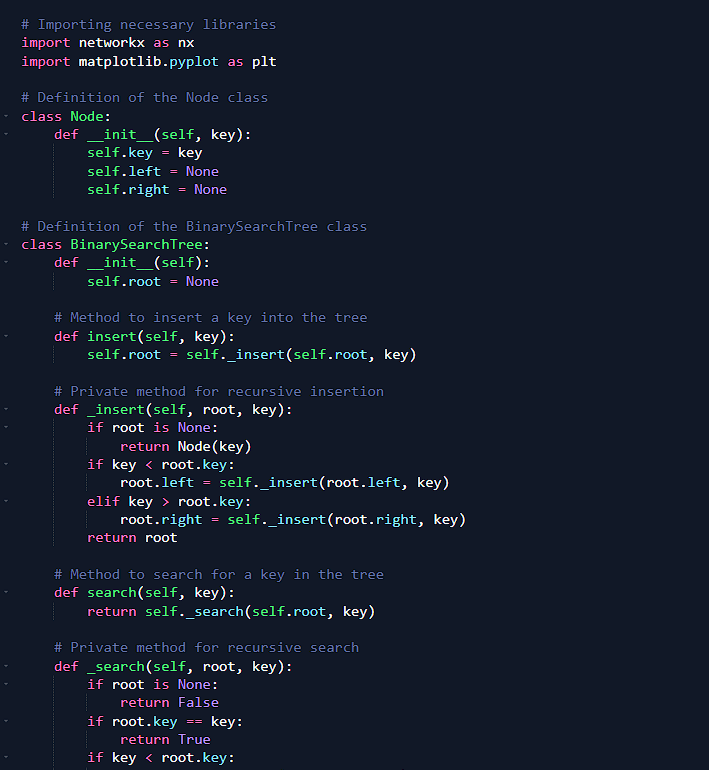 # Importing necessary libraries
import networkx as nx
import matplotlib.pyplot as plt

# Definition of the Node class
class Node:
    def __init__(self, key):
        self.key = key
        self.left = None
        self.right = None

# Definition of the BinarySearchTree class
class BinarySearchTree:
    def __init__(self):
        self.root = None

    # Method to insert a key into the tree
    def insert(self, key):
        self.root = self._insert(self.root, key)

    # Private method for recursive insertion
    def _insert(self, root, key):
        if root is None:
            return Node(key)
        if key < root.key:
            root.left = self._insert(root.left, key)
        elif key > root.key:
            root.right = self._insert(root.right, key)
        return root

    # Method to search for a key in the tree
    def search(self, key):
        return self._search(self.root, key)

    # Private method for recursive search
    def _search(self, root, key):
        if root is None:
            return False
        if root.key == key:
            return True
        if key < root.key: